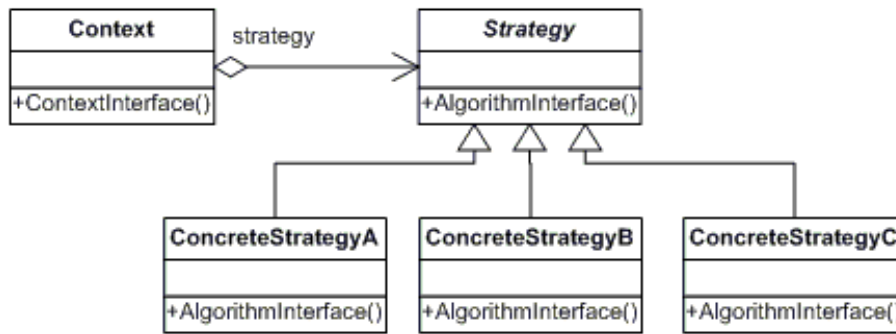 Context
strategy
Strategy
+ContextInterface()
+AlgorithmInterface()
ConcreteStrategyA
ConcreteStrategyB
ConcreteStrategyC
+AlgorithmInterface()
+AlgorithmInterface()
+AlgorithmInterface()